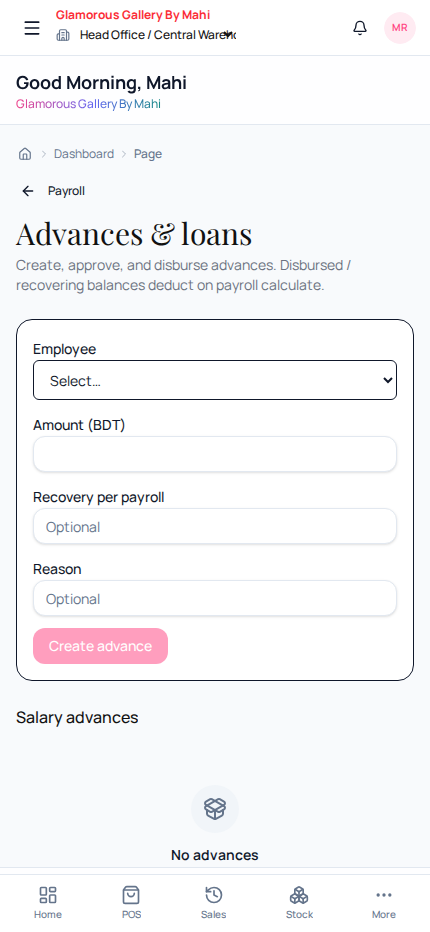 Glamorous Gallery By Mahi
Head Office / Central
MR
Good Morning, Mahi
Glamorous Gallery By Mahi
Dashboard
Page
Payroll
Advances & loans
Create, approve, and disburse advances. Disbursed /
recovering balances deduct on payroll calculate.
Employee
Select...
Amount (BDT)
Recovery per payroll
Optional
Reason
Optional
Create advance
Salary advances
No advances
Home
POS
Sales
Stock
More